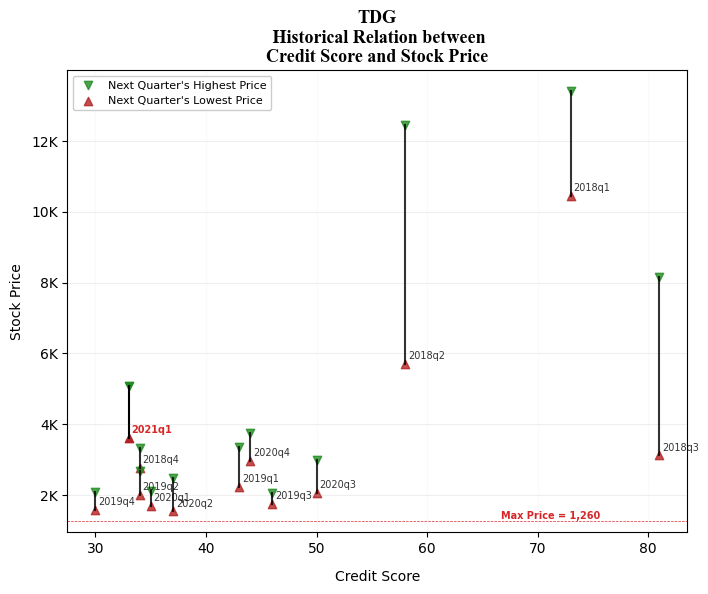 TDG
Historical Relation between
Credit Score and Stock Price
Next Quarter's Highest Price
Next Quarter's Lowest Price
12K
10K
8K
6K
4K
2K
Stock Price
2018q1
2018q2
2018q3
2021q1
2018q4
2020q4
2019q1
2019q2
2020q3
2019q4
2020q1
2020q2
2019q3
Max Price = 1,260
30
40
50
60
70
80
Credit Score